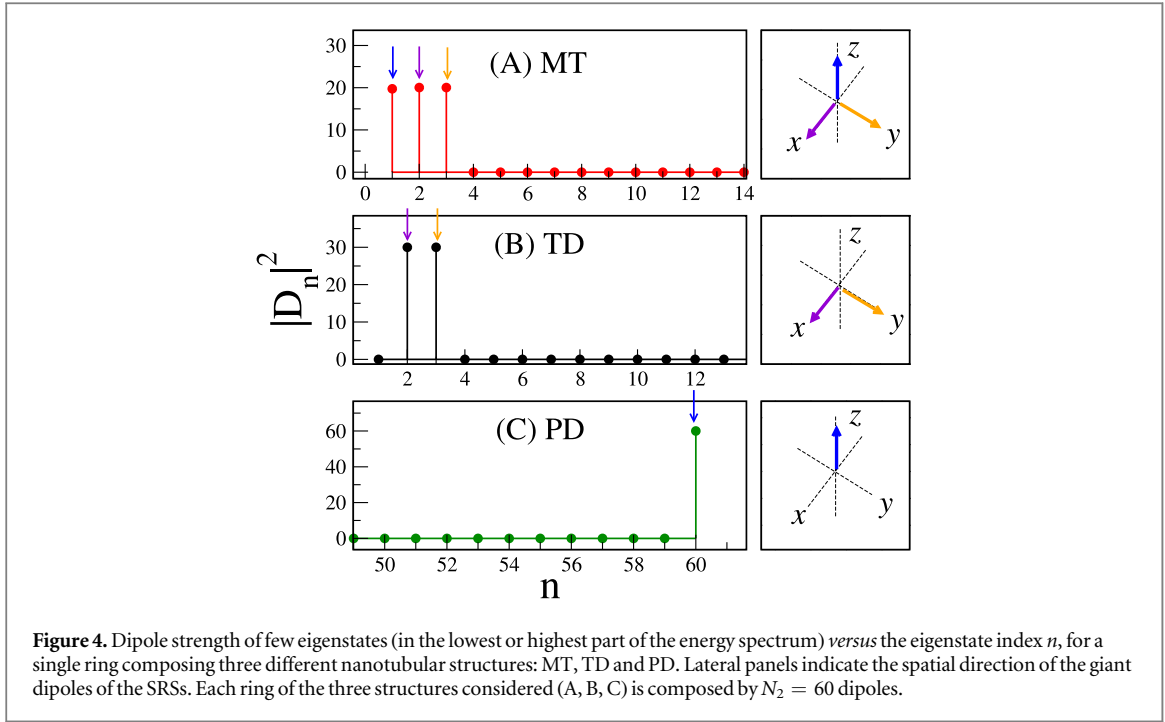 30
20
10
0
(A) MT
0 2 4 6 8 10 12 14
z
x
y
30
20
10
0
(B) TD
2 4 6 8 10 12
z
x
y
|Dn|²
60
40
20
0
(C) PD
50 52 54 56 58 60
n
z
x
y
Figure 4. Dipole strength of few eigenstates (in the lowest or highest part of the energy spectrum) versus the eigenstate index n, for a
single ring composing three different nanotubular structures: MT, TD and PD. Lateral panels indicate the spatial direction of the giant
dipoles of the SRSs. Each ring of the three structures considered (A, B, C) is composed by N₂ = 60 dipoles.